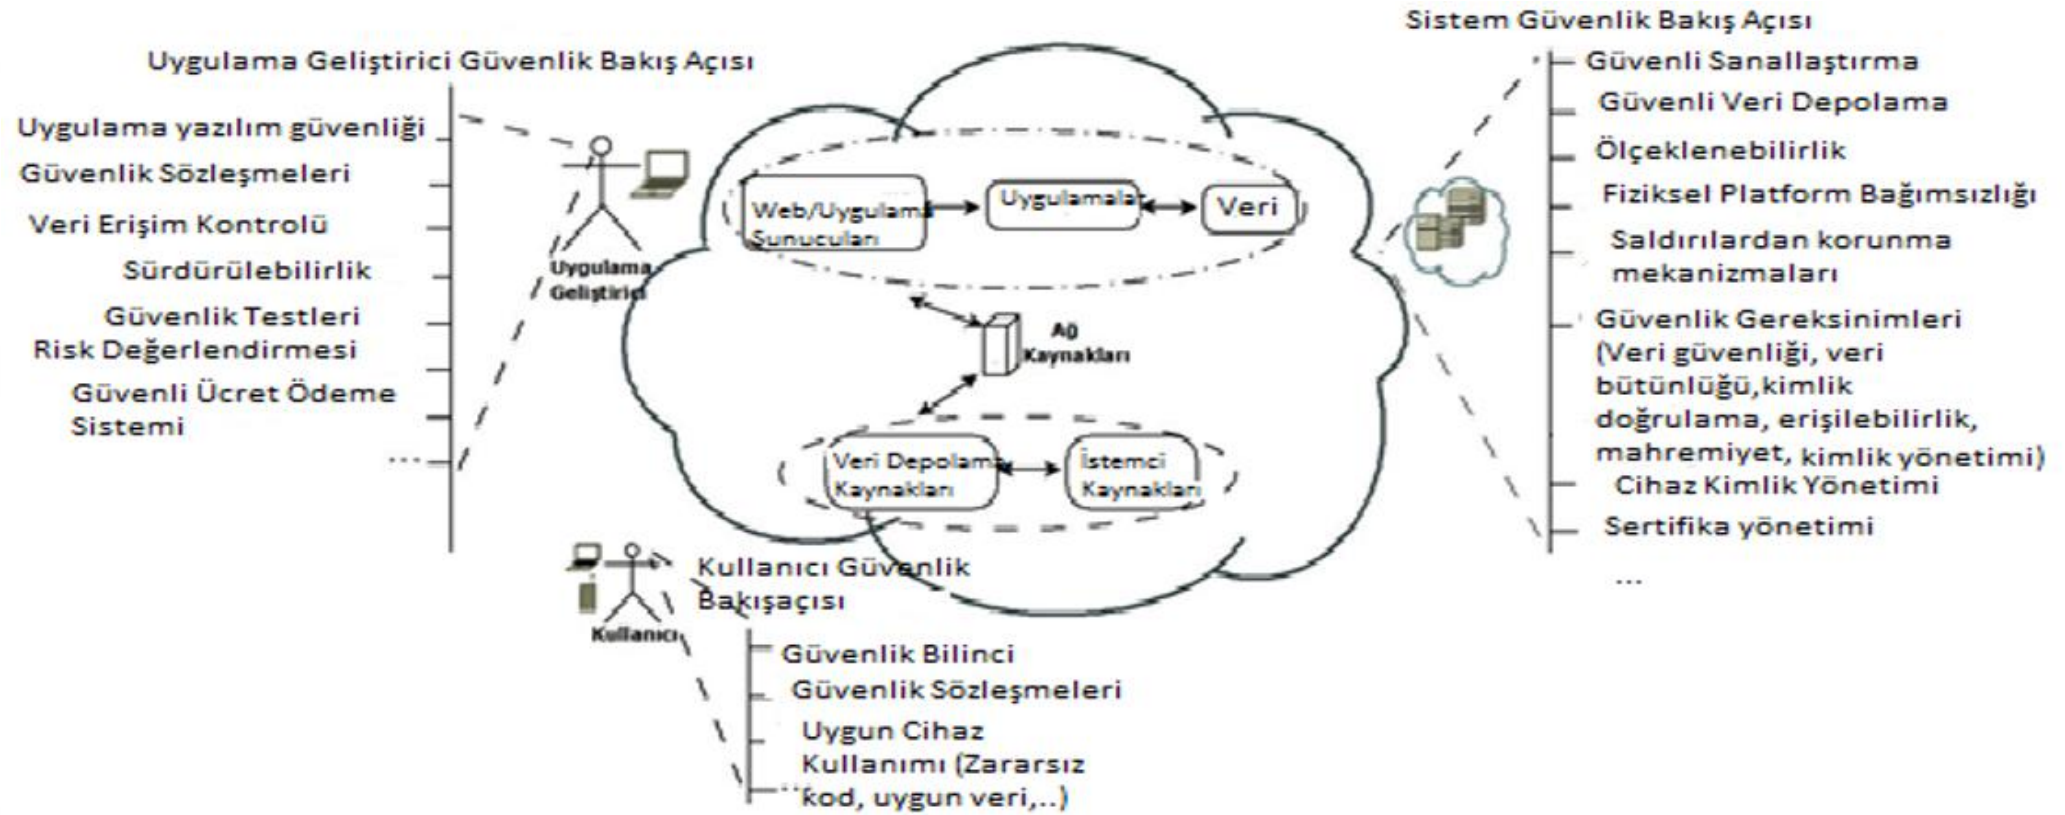 Sistem Güvenlik Bakış Açısı
Güvenli Sanallaştırma
Güvenli Veri Depolama
Ölçeklenebilirlik
Fiziksel Platform Bağımsızlığı
Saldırılardan korunma
mekanizmaları
Güvenlik Gereksinimleri
(Veri güvenliği, veri
bütünlüğü,kimlik
doğrulama, erişilebilirlik,
mahremiyet, kimlik yönetimi)
Cihaz Kimlik Yönetimi
Sertifika yönetimi
...
Uygulama Geliştirici Güvenlik Bakış Açısı
Uygulama yazılım güvenliği
Güvenlik Sözleşmeleri
Veri Erişim Kontrolü
Sürdürülebilirlik
Güvenlik Testleri
Risk Değerlendirmesi
Güvenli Ücret Ödeme
Sistemi
...
Uygulama
Geliştirici
Web/Uygulama
Sunucuları
Uygulamalar
Veri
Ağ
Kaynakları
Veri Depolama
Kaynakları
İstemci
Kaynakları
Kullanıcı
Kullanıcı Güvenlik
Bakışaçısı
Güvenlik Bilinci
Güvenlik Sözleşmeleri
Uygun Cihaz
Kullanımı (Zararsız
kod, uygun veri,..)
...